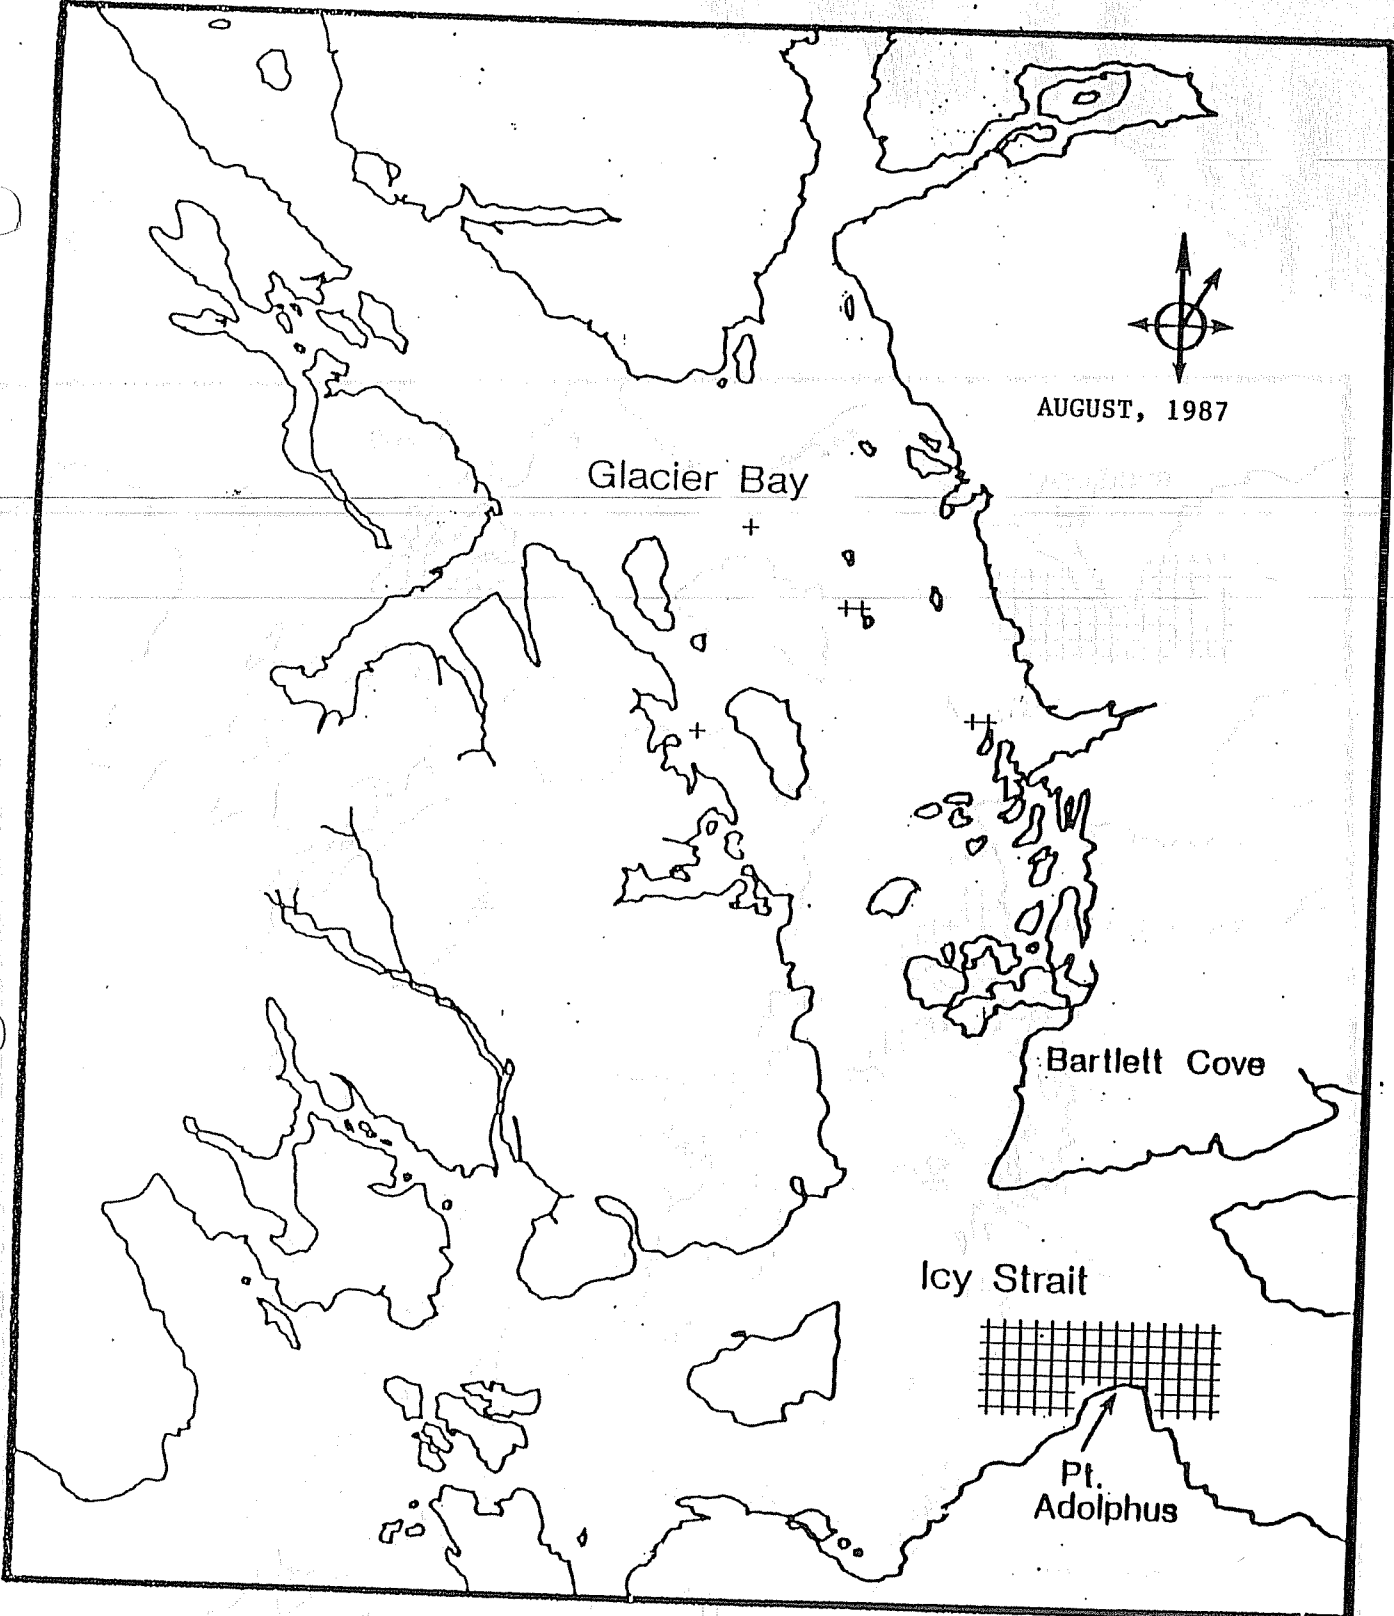 AUGUST, 1987
Glacier Bay
Bartlett Cove
Icy Strait
Pt.
Adolphus